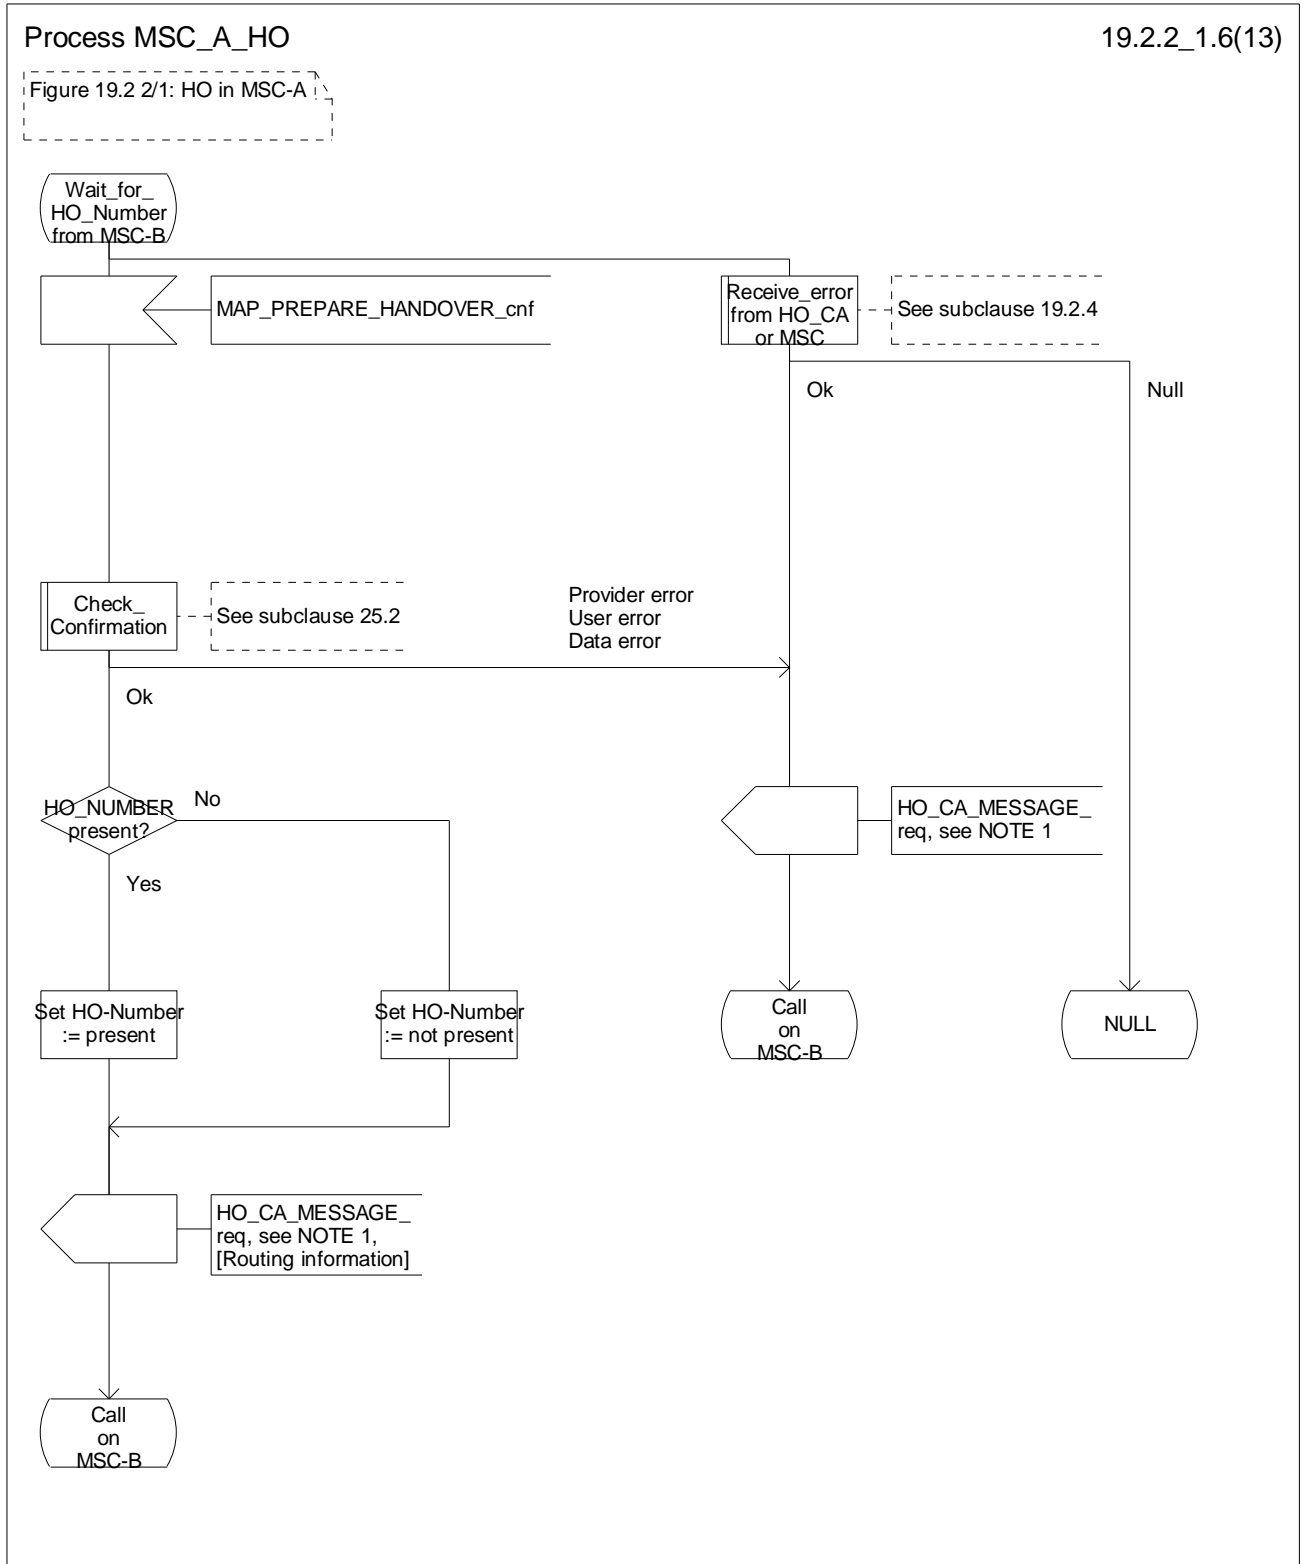 Process MSC_A_HO
19.2.2_1.6(13)
Figure 19.2 2/1: HO in MSC-A
Wait_for_
HO_Number
from MSC-B
MAP_PREPARE_HANDOVER_cnf
Receive_error
from HO_CA
or MSC
See subclause 19.2.4
Ok
Null
Check_
Confirmation
See subclause 25.2
Provider error
User error
Data error
Ok
HO_NUMBER
present?
No
HO_CA_MESSAGE_
req, see NOTE 1
Yes
Set HO-Number
:= present
Set HO-Number
:= not present
Call
on
MSC-B
NULL
HO_CA_MESSAGE_
req, see NOTE 1,
[Routing information]
Call
on
MSC-B